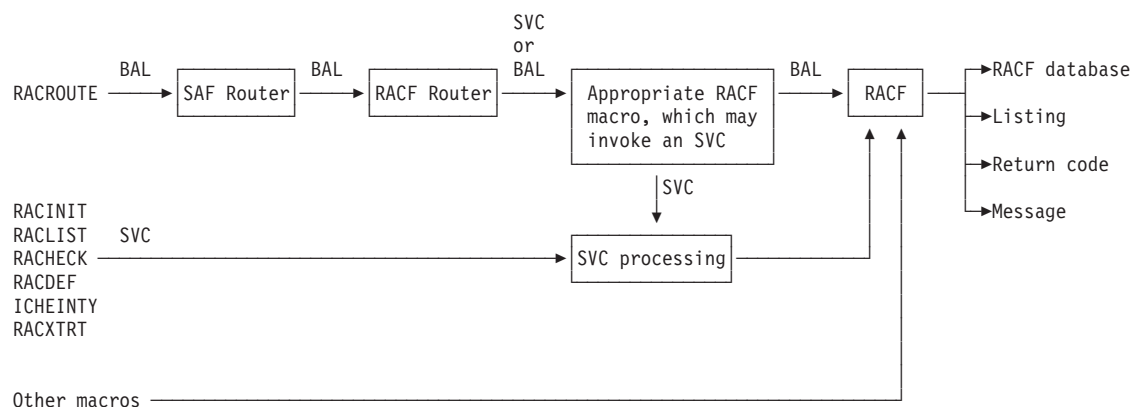 SVC
or
BAL BAL BAL BAL
RACROUTE SAF Router RACF Router Appropriate RACF
macro, which may
invoke an SVC
RACF
RACF database
Listing
Return code
Message
SVC
RACINIT
RACLIST SVC
RACHECK SVC processing
RACDEF
ICHEINTY
RACXTRT
Other macros